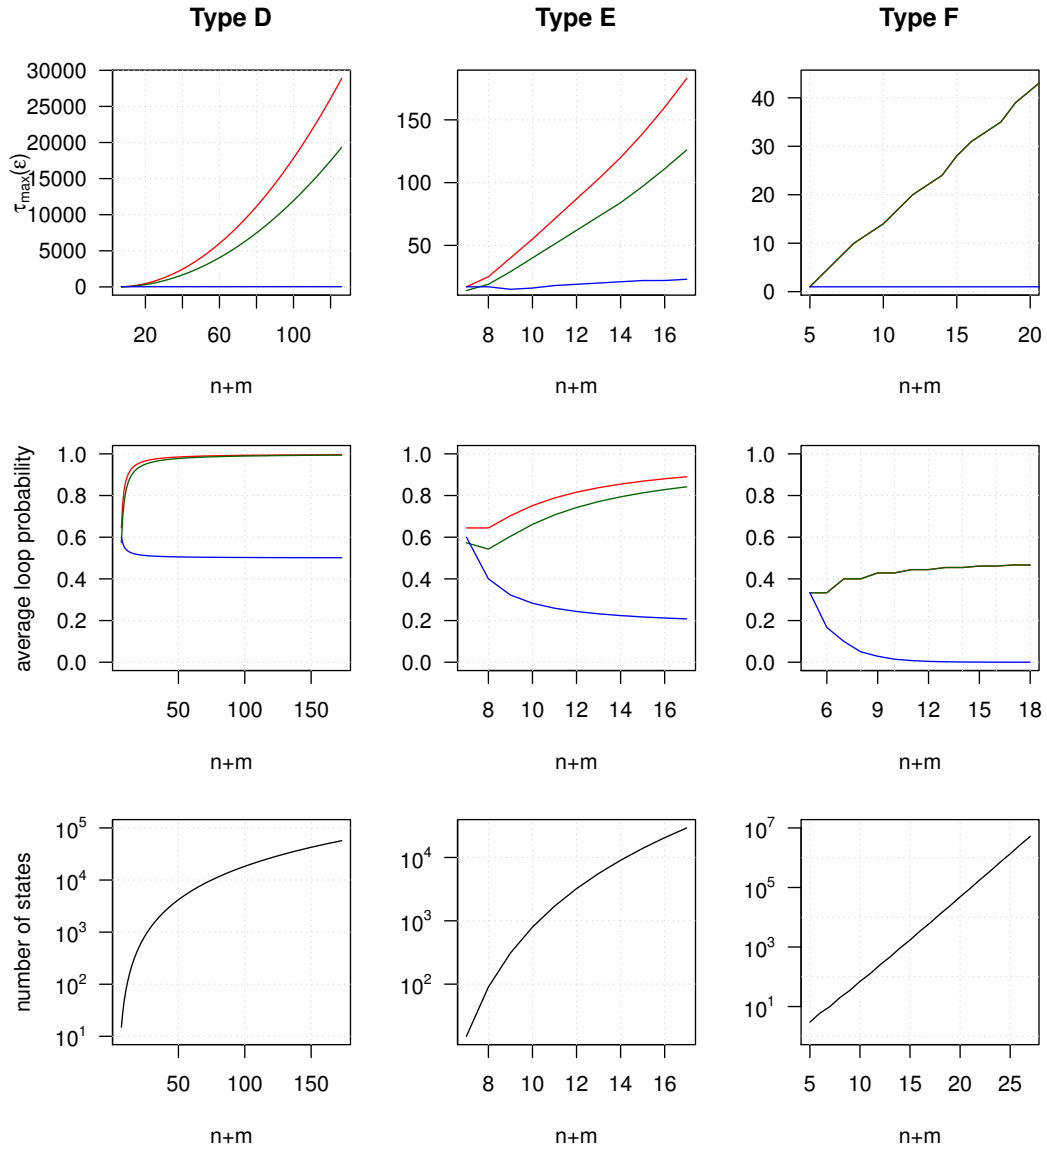 Type D Type E Type F
τmax(ε)
30000
25000
20000
15000
10000
5000
0
20 60 100
n+m
150
100
50
8 10 12 14 16
n+m
40
30
20
10
0
5 10 15 20
n+m
average loop probability
1.0
0.8
0.6
0.4
0.2
0.0
50 100 150
n+m
1.0
0.8
0.6
0.4
0.2
0.0
8 10 12 14 16
n+m
1.0
0.8
0.6
0.4
0.2
0.0
6 9 12 15 18
n+m
number of states
10^5
10^4
10^3
10^2
10^1
50 100 150
n+m
10^4
10^3
10^2
8 10 12 14 16
n+m
10^7
10^5
10^3
10^1
5 10 15 20 25
n+m